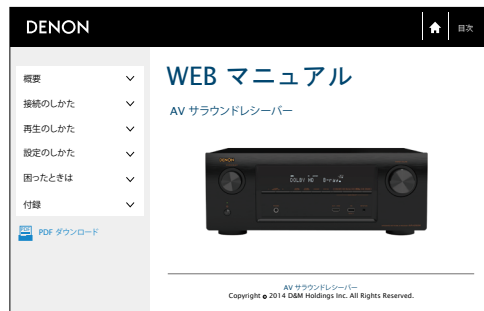 DENON
目次
概要
接続のしかた
再生のしかた
設定のしかた
困ったときは
付録
PDF ダウンロード
WEB マニュアル
AV サラウンドレシーバー
DENON
DOLBY HD
AV サラウンドレシーバー
Copyright © 2014 D&M Holdings Inc. All Rights Reserved.